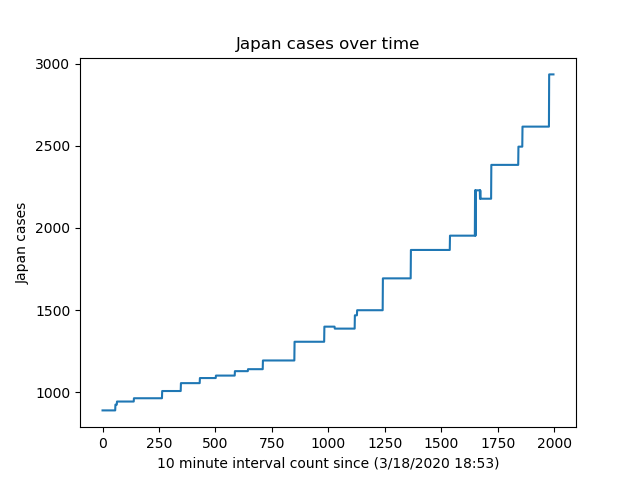 Japan cases over time
3000
2500
2000
1500
1000
Japan cases
0 250 500 750 1000 1250 1500 1750 2000
10 minute interval count since (3/18/2020 18:53)